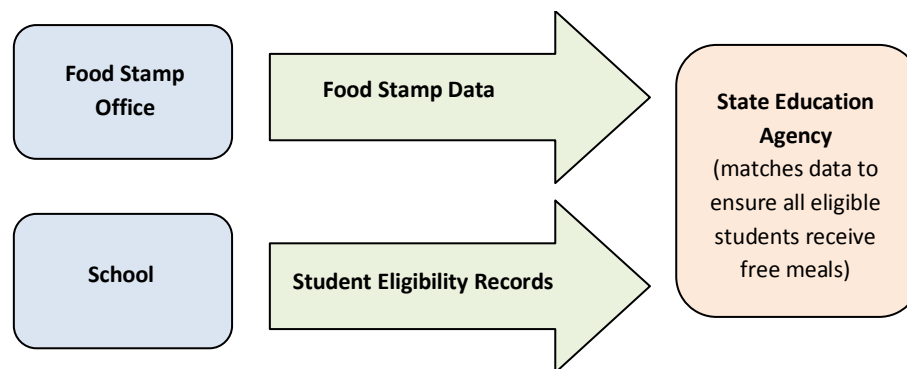 Food Stamp
Office
Food Stamp Data
School
Student Eligibility Records
State Education
Agency
(matches data to
ensure all eligible
students receive
free meals)